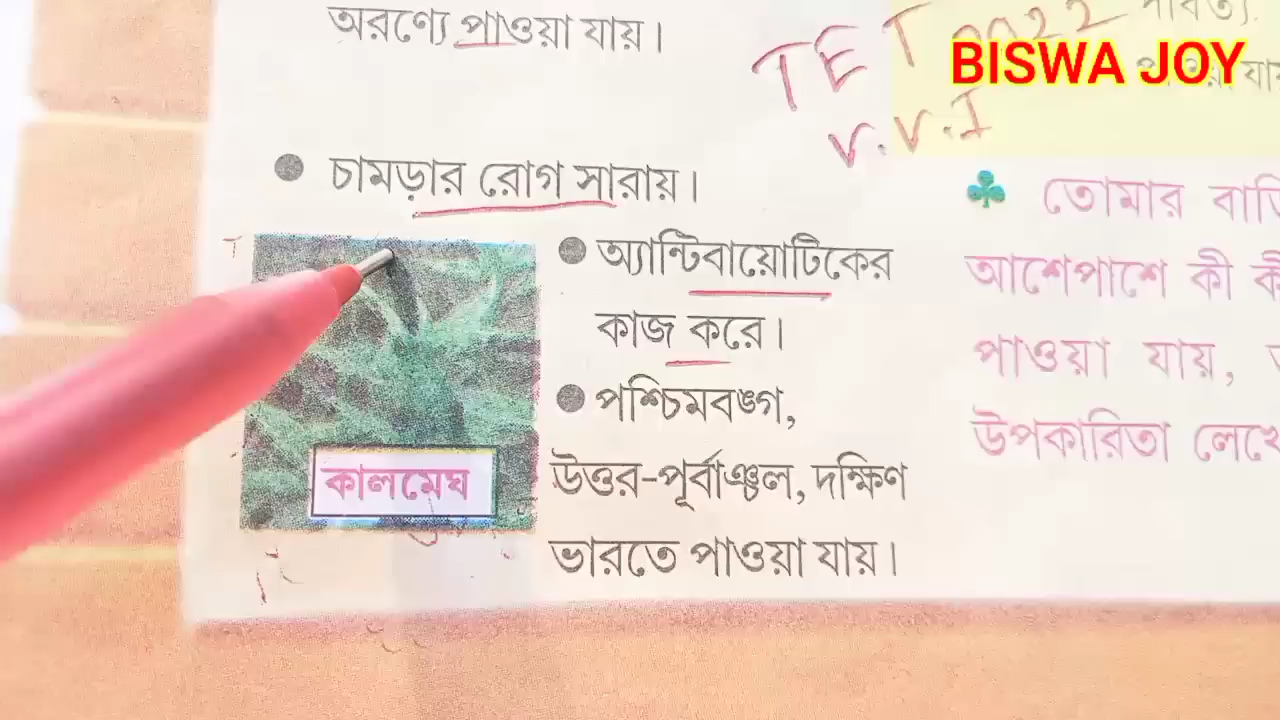 অরণ্যে পাওয়া যায়।
TET 2022
V.V.I
BISWA JOY
চামড়ার রোগ সারায়।
অ্যান্টিবায়োটিকের
কাজ করে।
পশ্চিমবঙ্গ,
উত্তর-পূর্বাঞ্চল, দক্ষিণ
ভারতে পাওয়া যায়।
কালমেঘ
তোমার
আশেপাশে কী
পাওয়া যায়,
উপকারিতা